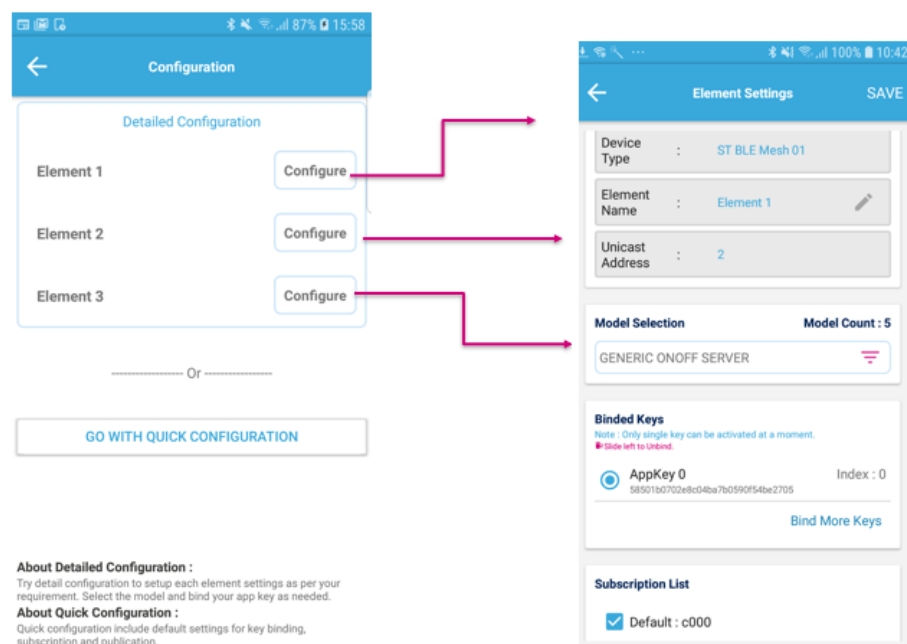 87% 15:58
Configuration
Detailed Configuration
Element 1 Configure
Element 2 Configure
Element 3 Configure
---------------- Or ----------------
GO WITH QUICK CONFIGURATION
About Detailed Configuration :
Try detail configuration to setup each element settings as per your
requirement. Select the model and bind your app key as needed.
About Quick Configuration :
Quick configuration include default settings for key binding,
subscription and publication.
... 100% 10:42
Element Settings SAVE
Device
Type : ST BLE Mesh 01
Element
Name : Element 1
Unicast
Address : 2
Model Selection Model Count : 5
GENERIC ONOFF SERVER
Binded Keys
Note : Only single key can be activated at a moment.
Slide left to Unbind.
AppKey 0 Index : 0
58501b0702e8c04ba7b0590f54be2705
Bind More Keys
Subscription List
Default : c000